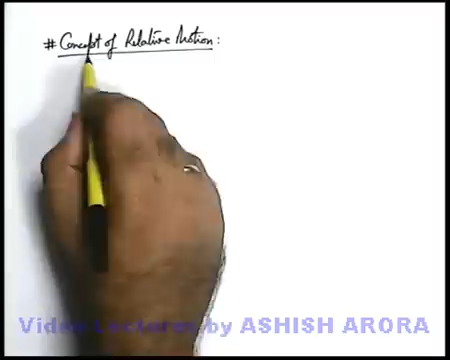 # Concept of Relative Motion :
Video Lectures by ASHISH ARORA